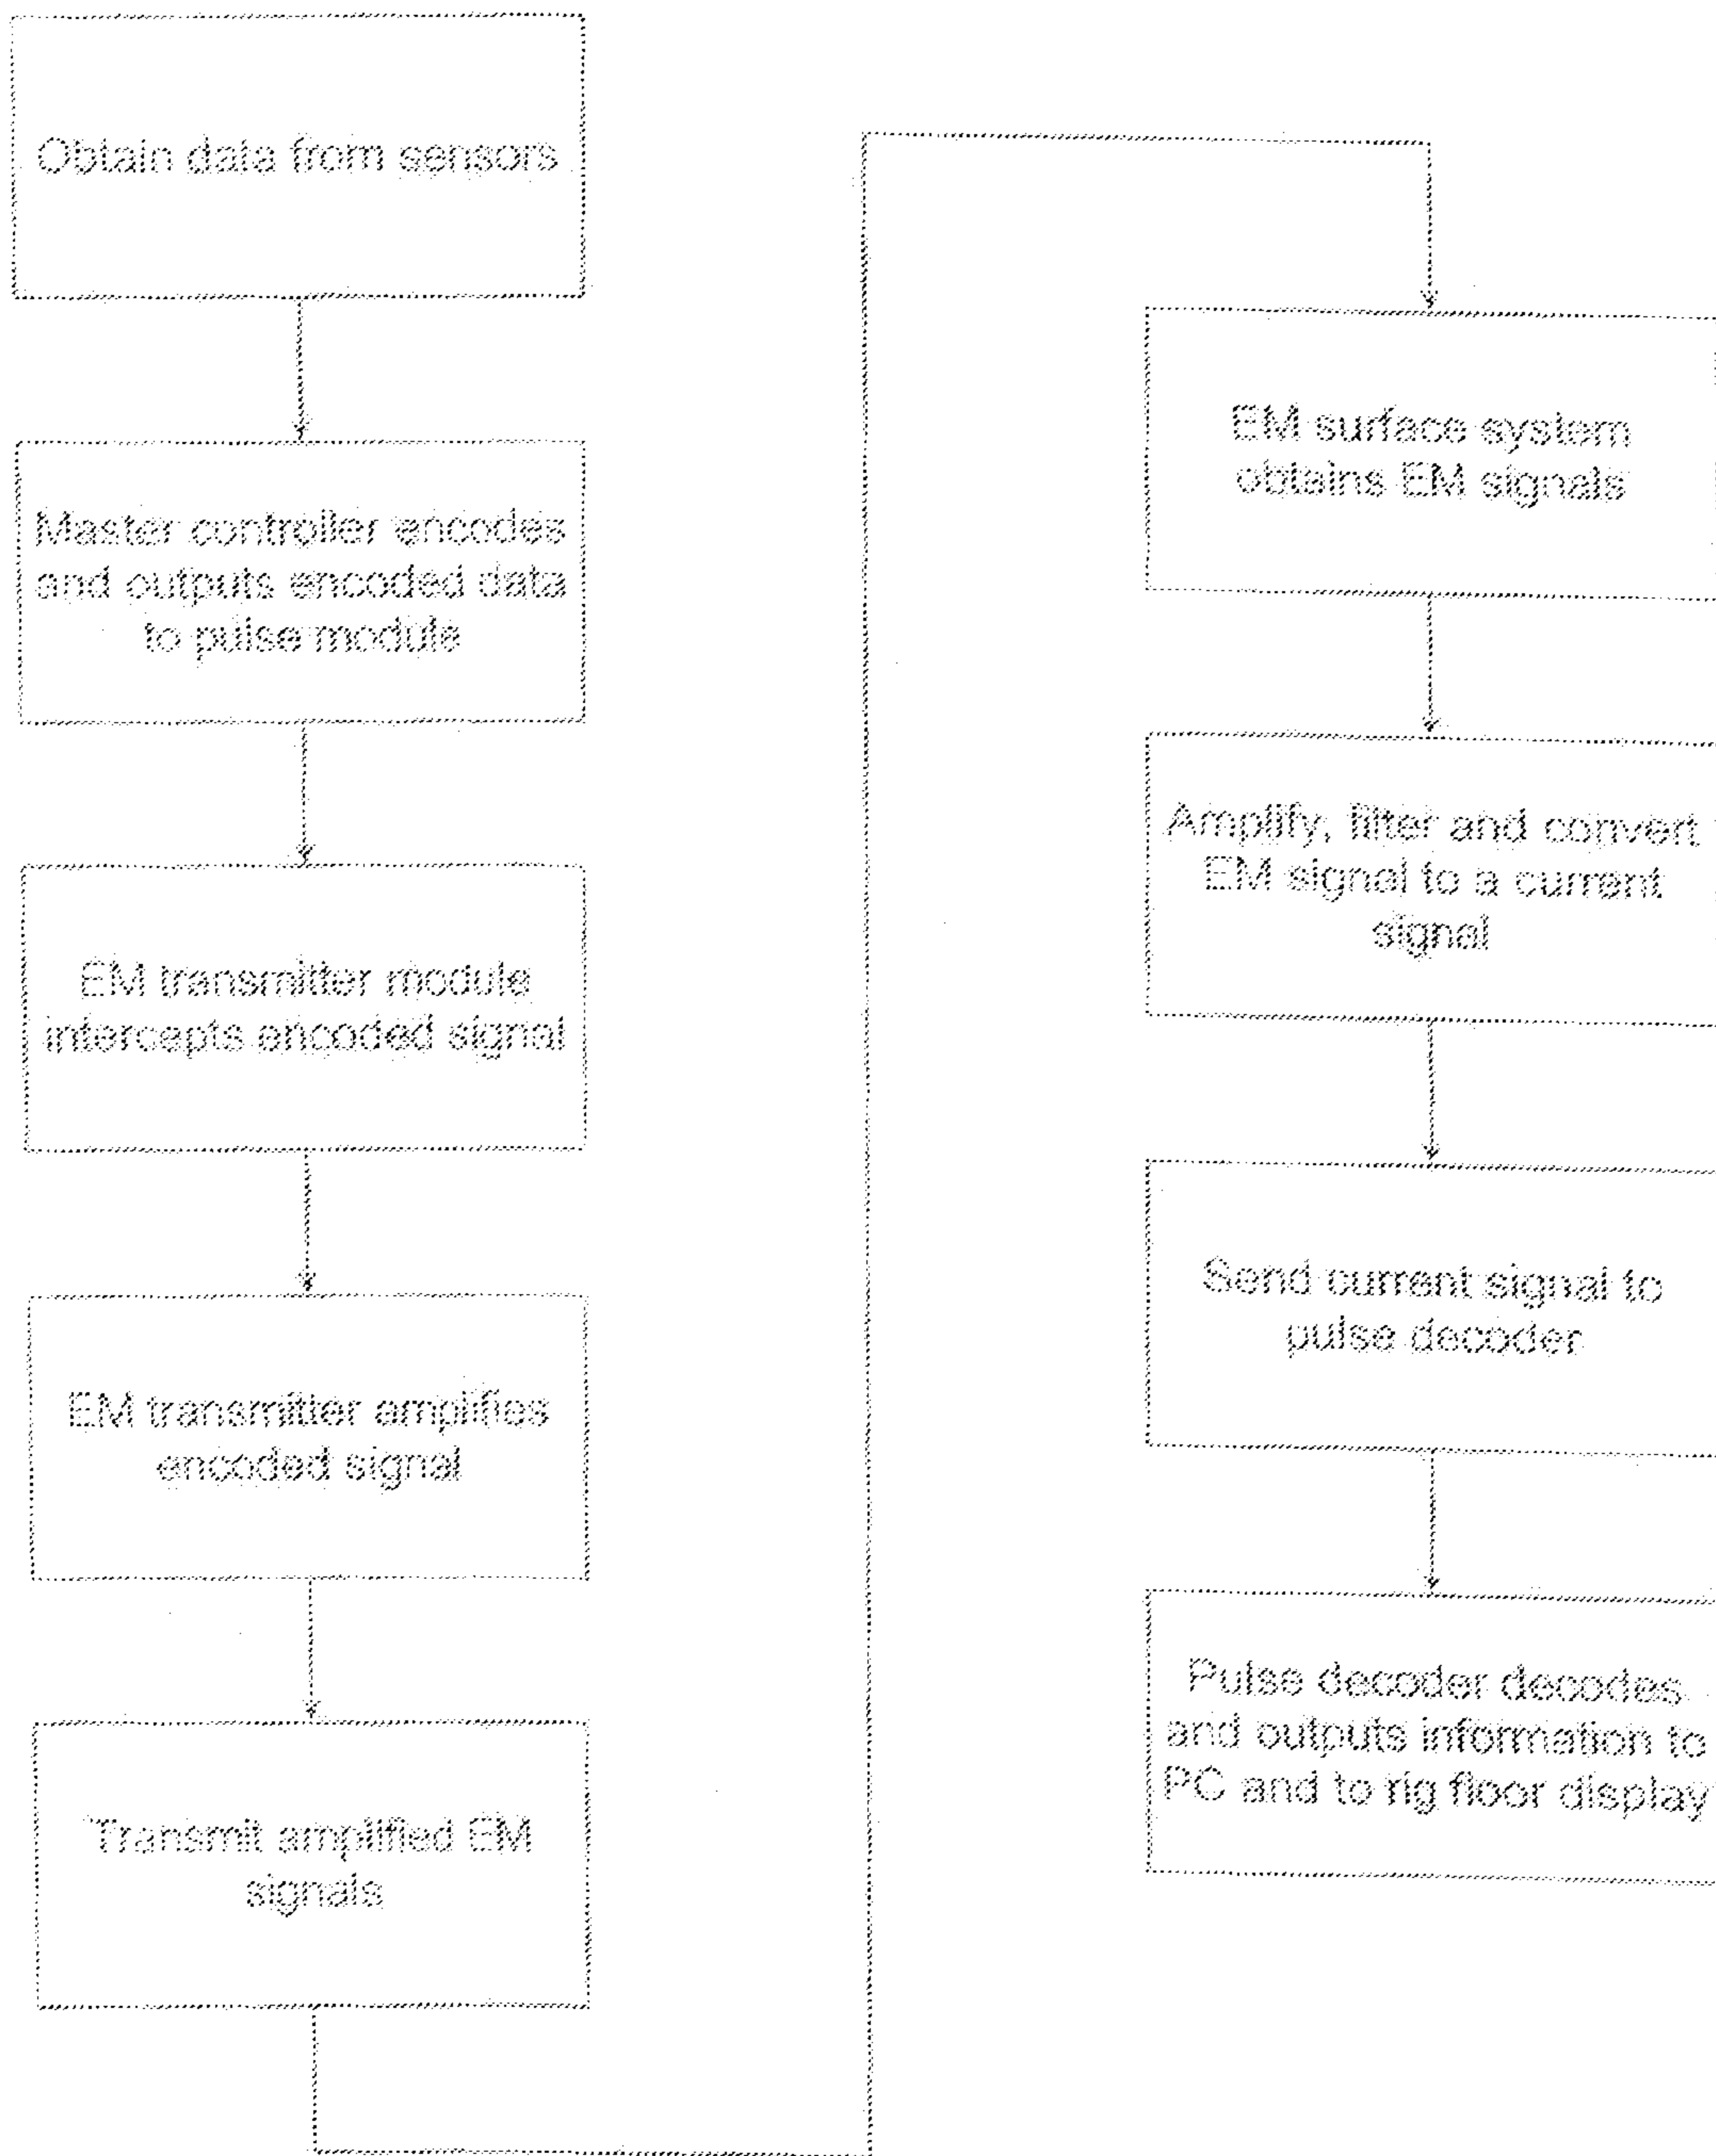 Obtain data from sensors
Master controller encodes
and outputs encoded data
to pulse module
EM transmitter module
intercepts encoded signal
EM transmitter amplifies
encoded signal
Transmit amplified EM
signals
EM surface system
obtains EM signals
Amplify, filter and convert
EM signal to a current
signal
Send current signal to
pulse decoder
Pulse decoder decodes
and outputs information to
PC and to rig floor display